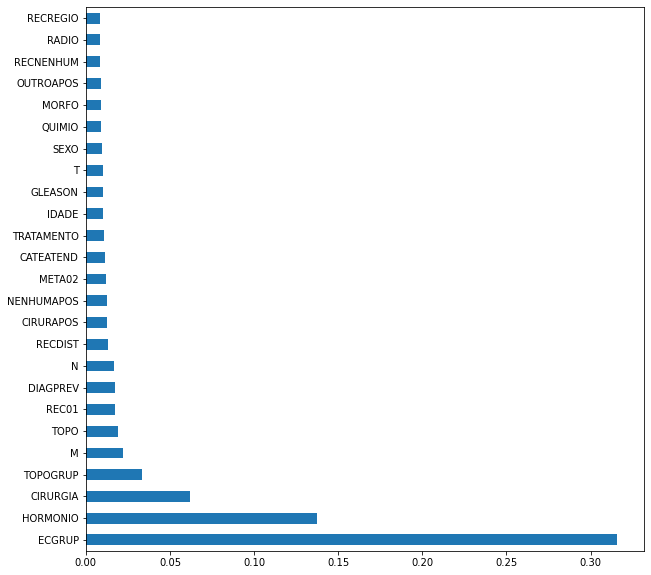 RECREGIO
RADIO
RECNENHUM
OUTROAPOS
MORFO
QUIMIO
SEXO
T
GLEASON
IDADE
TRATAMENTO
CATEATEND
META02
NENHUMAPOS
CIRURAPOS
RECDIST
N
DIAGPREV
REC01
TOPO
M
TOPOGRUP
CIRURGIA
HORMONIO
ECGRUP
0.00 0.05 0.10 0.15 0.20 0.25 0.30